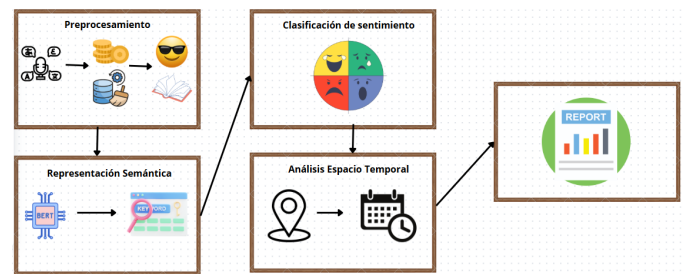 Preprocesamiento
Representación Semántica
BERT
KEY
Clasificación de sentimiento
Análisis Espacio Temporal
REPORT